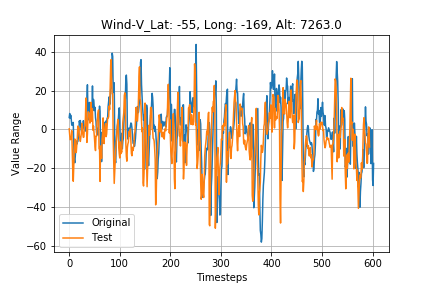 Wind-V_Lat: -55, Long: -169, Alt: 7263.0
Value Range
40
20
0
−20
−40
−60
Original
Test
0 100 200 300 400 500 600
Timesteps